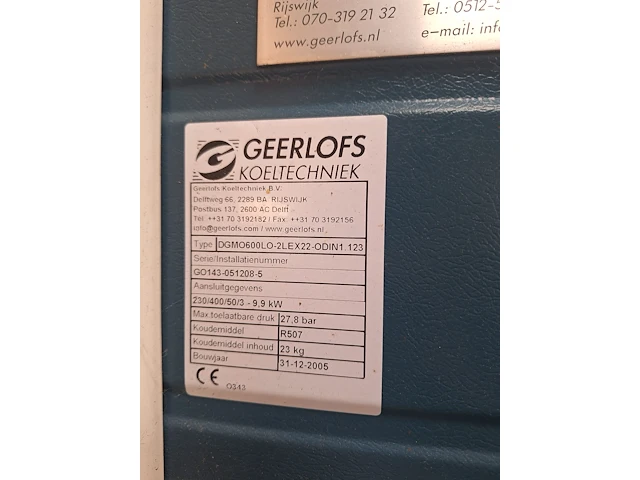 Rijswijk
Tel.: 070-319 21 32
www.geerlofs.nl
Tel.: 0512-5
e-mail: info
GEERLOFS
KOELTECHNIEK
Geerlofs Koeltechniek B.V.
Delftweg 66, 2289 BA RIJSWIJK
Postbus 137, 2600 AC Delft
Tel. ++31 70 3192182 / Fax. ++31 70 3192156
info@geerlofs.com / www.geerlofs.nl
Type DGMO600LO-2LEX22-ODIN1.123
Serie/Installatienummer
GO143-051208-5
Aansluitgegevens
230/400/50/3 - 9,9 kW
Max toelaatbare druk 27,8 bar
Koudemiddel R507
Koudemiddel inhoud 23 kg
Bouwjaar 31-12-2005
CE 0343